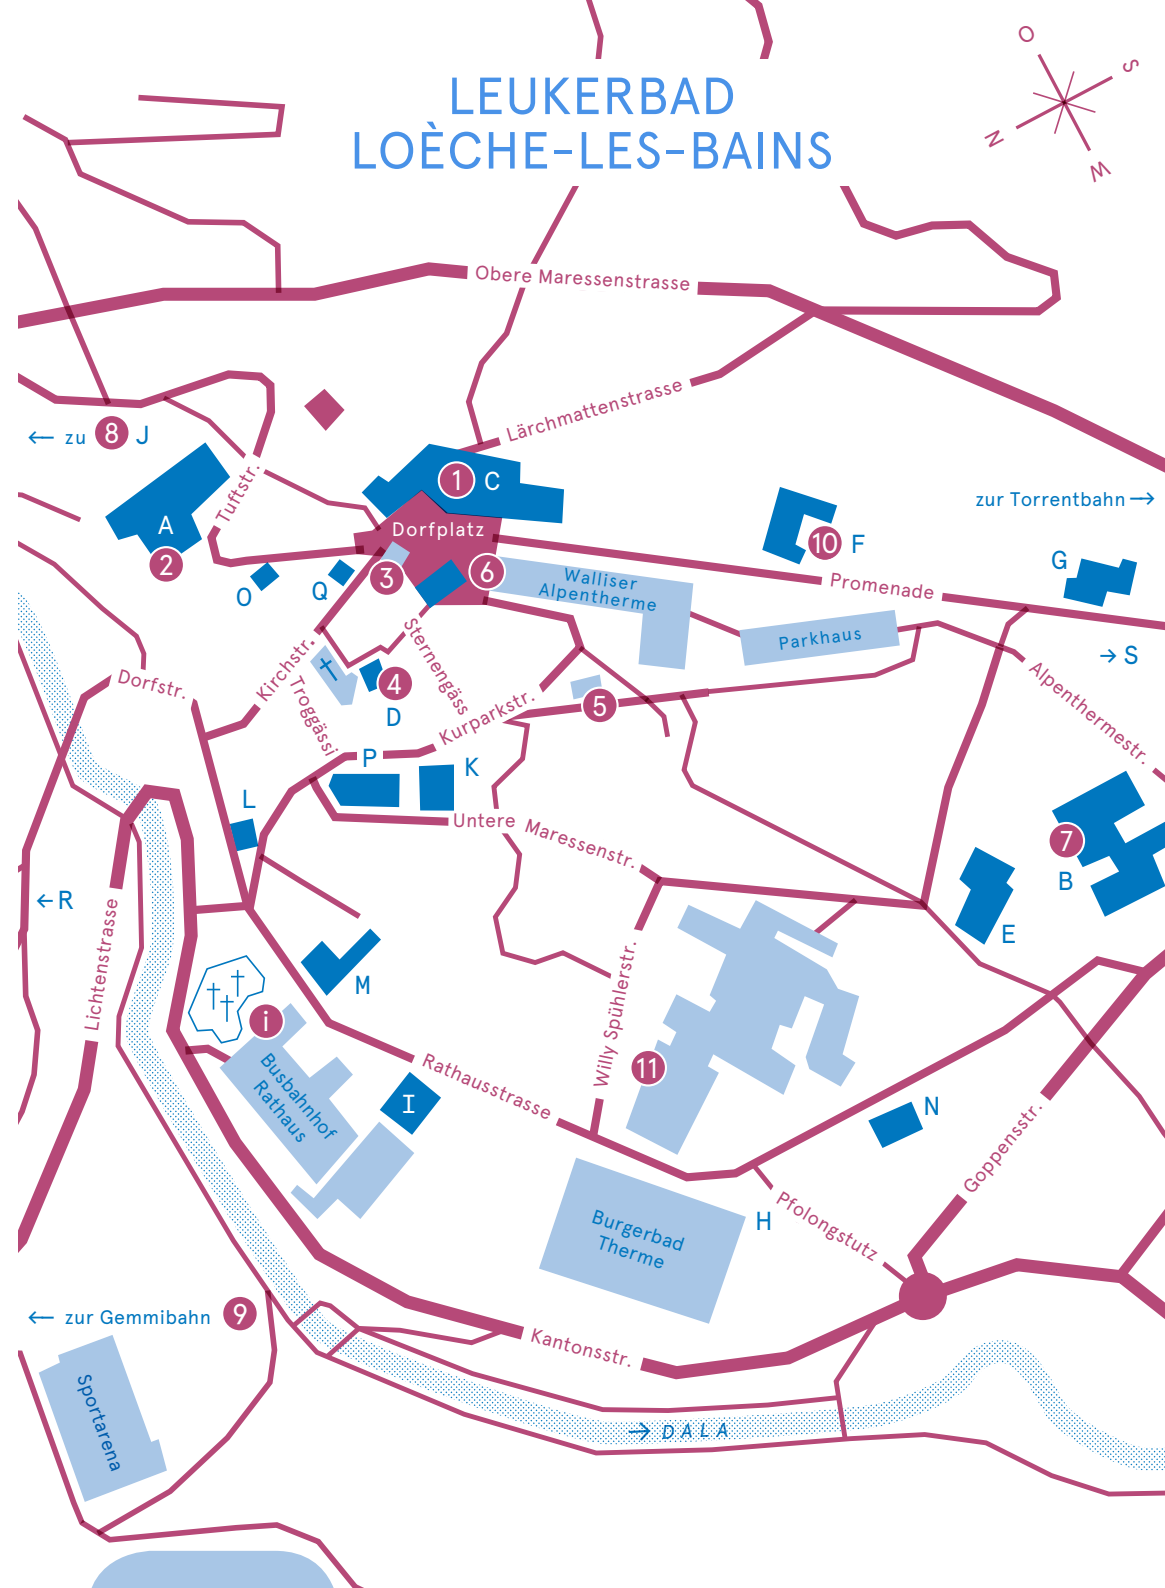 LEUKERBAD
LOÈCHE-LES-BAINS
O
S
N
W
Obere Maressenstrasse
Lärchmattenstrasse
← zu 8 J
Tuftstr.
1 C
zur Torrentbahn →
A
2
Dorfplatz
10 F
G
3
6
O
Q
Walliser
Alpentherme
Promenade
Parkhaus
→ S
Dorfstr.
Kirchstr.
Troggässi
Sterngengäss
4
D
5
Kurparkstr.
Alpenthermestr.
P
K
L
Untere Maressenstr.
7
B
← R
E
Lichtenstrasse
M
i
Willy Spühlerstr.
11
Busbahnhof
Rathaus
I
Rathausstrasse
N
Goppensstr.
Burgerbad
Therme
H
Pfolongstutz
← zur Gemmibahn 9
Kantonsstr.
Sportarena
→ DALA